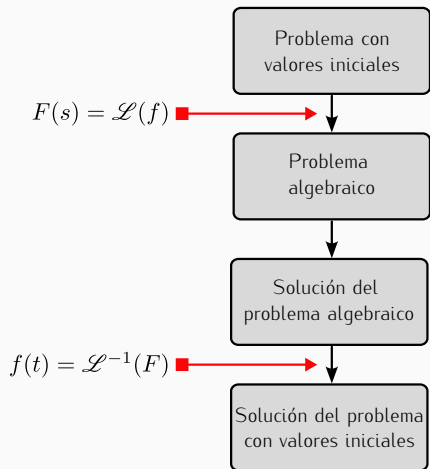 Problema con
valores iniciales
F(s) = ℒ(f)
Problema
algebraico
Solución del
problema algebraico
f(t) = ℒ⁻¹(F)
Solución del problema
con valores iniciales